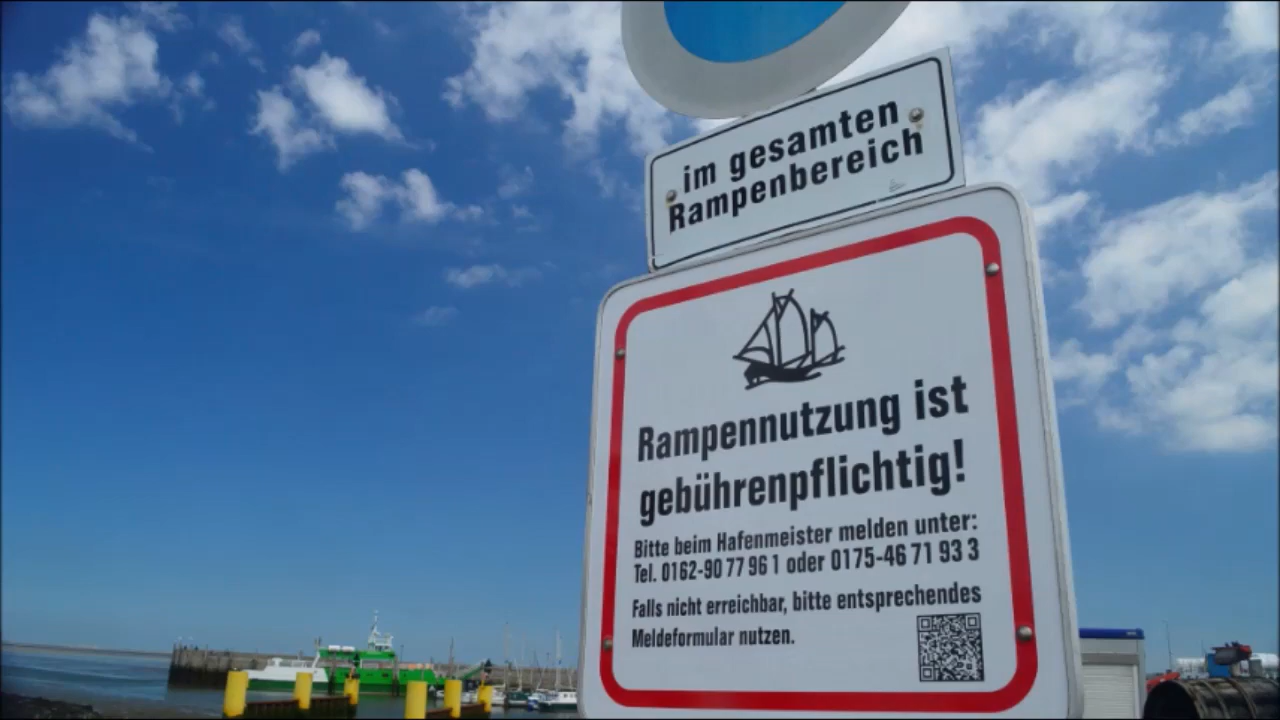 im gesamten
Rampenbereich
Rampennutzung ist
gebührenpflichtig!
Bitte beim Hafenmeister melden unter:
Tel. 0162-90 77 96 1 oder 0175-46 71 93 3
Falls nicht erreichbar, bitte entsprechendes
Meldeformular nutzen.